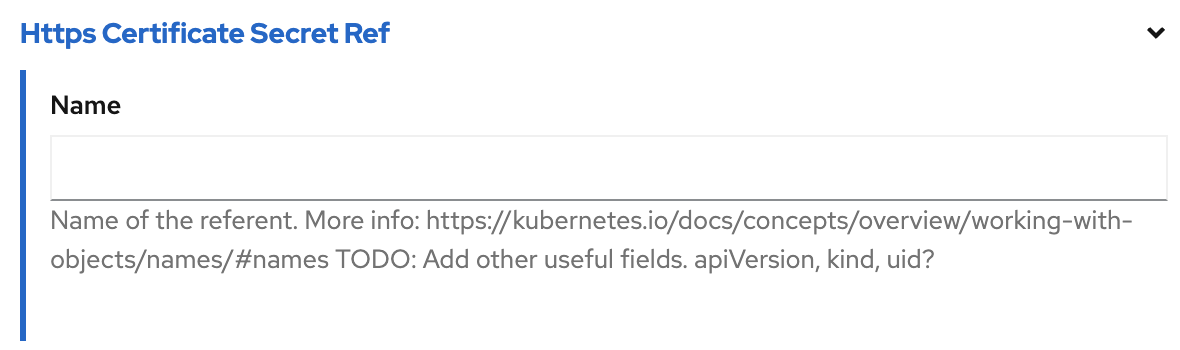 Https Certificate Secret Ref
Name
Name of the referent. More info: https://kubernetes.io/docs/concepts/overview/working-with-
objects/names/#names TODO: Add other useful fields. apiVersion, kind, uid?